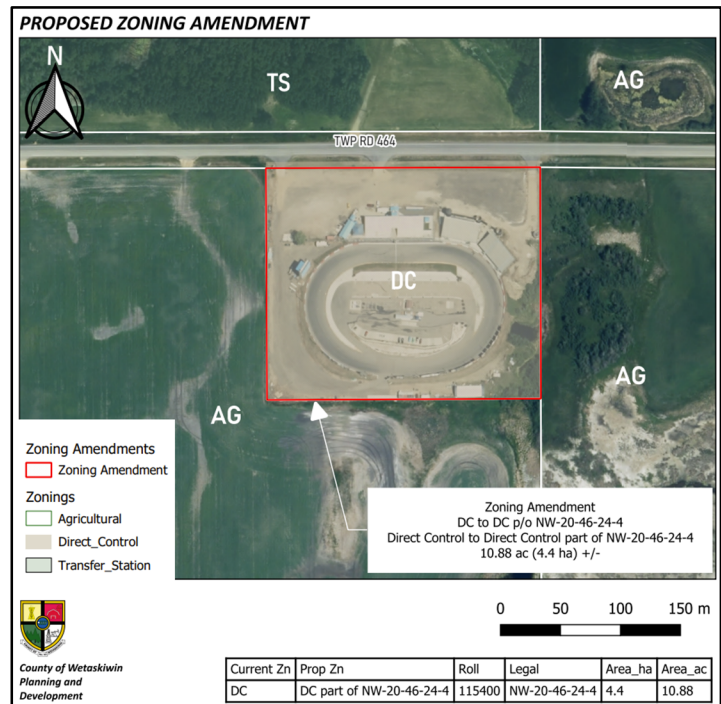 PROPOSED ZONING AMENDMENT
N
TS
AG
TWP RD 464
DC
AG
AG
Zoning Amendments
Zoning Amendment
Zonings
Agricultural
Direct_Control
Transfer_Station
Zoning Amendment
DC to DC p/o NW-20-46-24-4
Direct Control to Direct Control part of NW-20-46-24-4
10.88 ac (4.4 ha) +/-
0 50 100 150 m
County of Wetaskiwin
Planning and
Development
Current Zn Prop Zn Roll Legal Area_ha Area_ac
DC DC part of NW-20-46-24-4 115400 NW-20-46-24-4 4.4 10.88